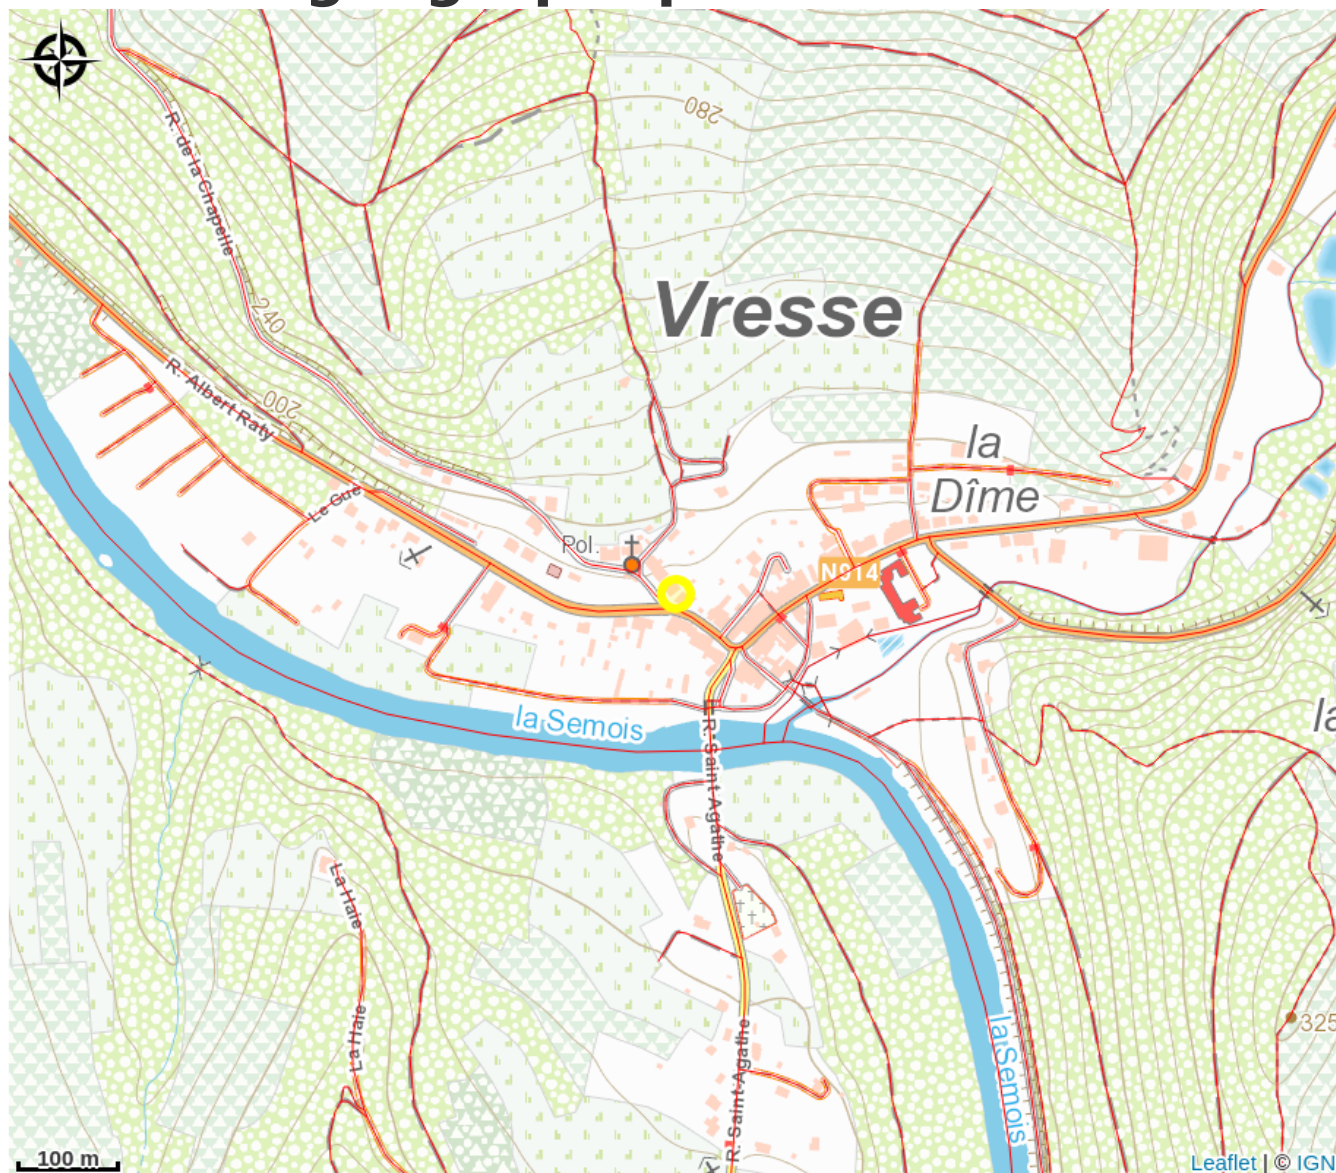 R. de la Chapelle
280
Vresse
240
R. Albert Raty
200
la
Dîme
Le Gue
Pol.
N914
la Semois
R. Saint Agathe
La Haie
La Haie
325
la Semois
R. Saint-Agathe
100 m
Leaflet | © IGN